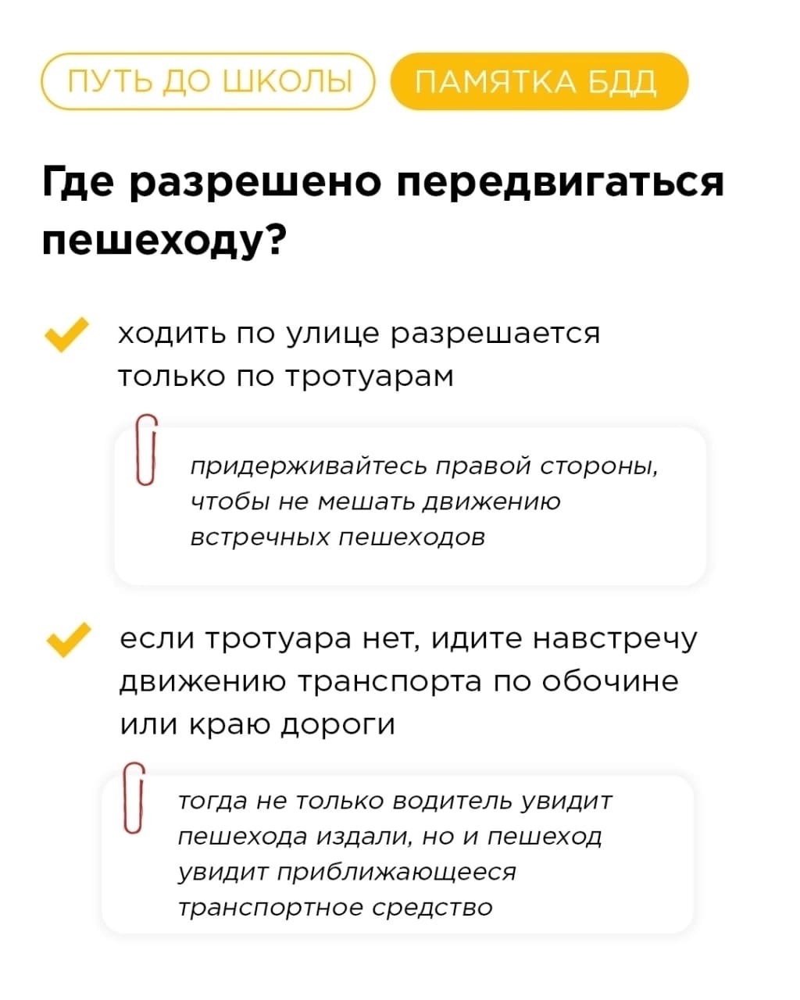 ПУТЬ ДО ШКОЛЫ
ПАМЯТКА БДД
Где разрешено передвигаться
пешеходу?
ходить по улице разрешается
только по тротуарам
придерживайтесь правой стороны,
чтобы не мешать движению
встречных пешеходов
если тротуара нет, идите навстречу
движению транспорта по обочине
или краю дороги
тогда не только водитель увидит
пешехода издали, но и пешеход
увидит приближающееся
транспортное средство